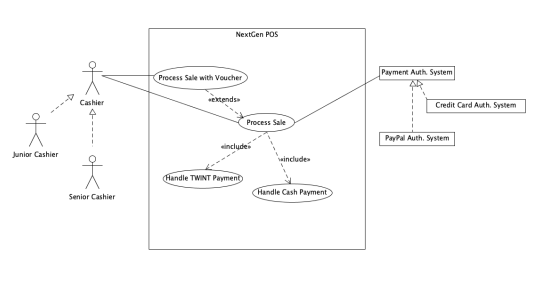 NextGen POS
Process Sale with Voucher
Payment Auth. System
«extends»
Cashier
Credit Card Auth. System
Process Sale
PayPal Auth. System
«include»
Junior Cashier
«include»
Handle TWINT Payment
Handle Cash Payment
Senior Cashier